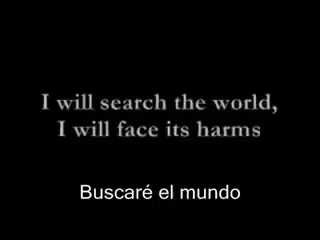 I will search the world,
I will face its harms
Buscaré el mundo